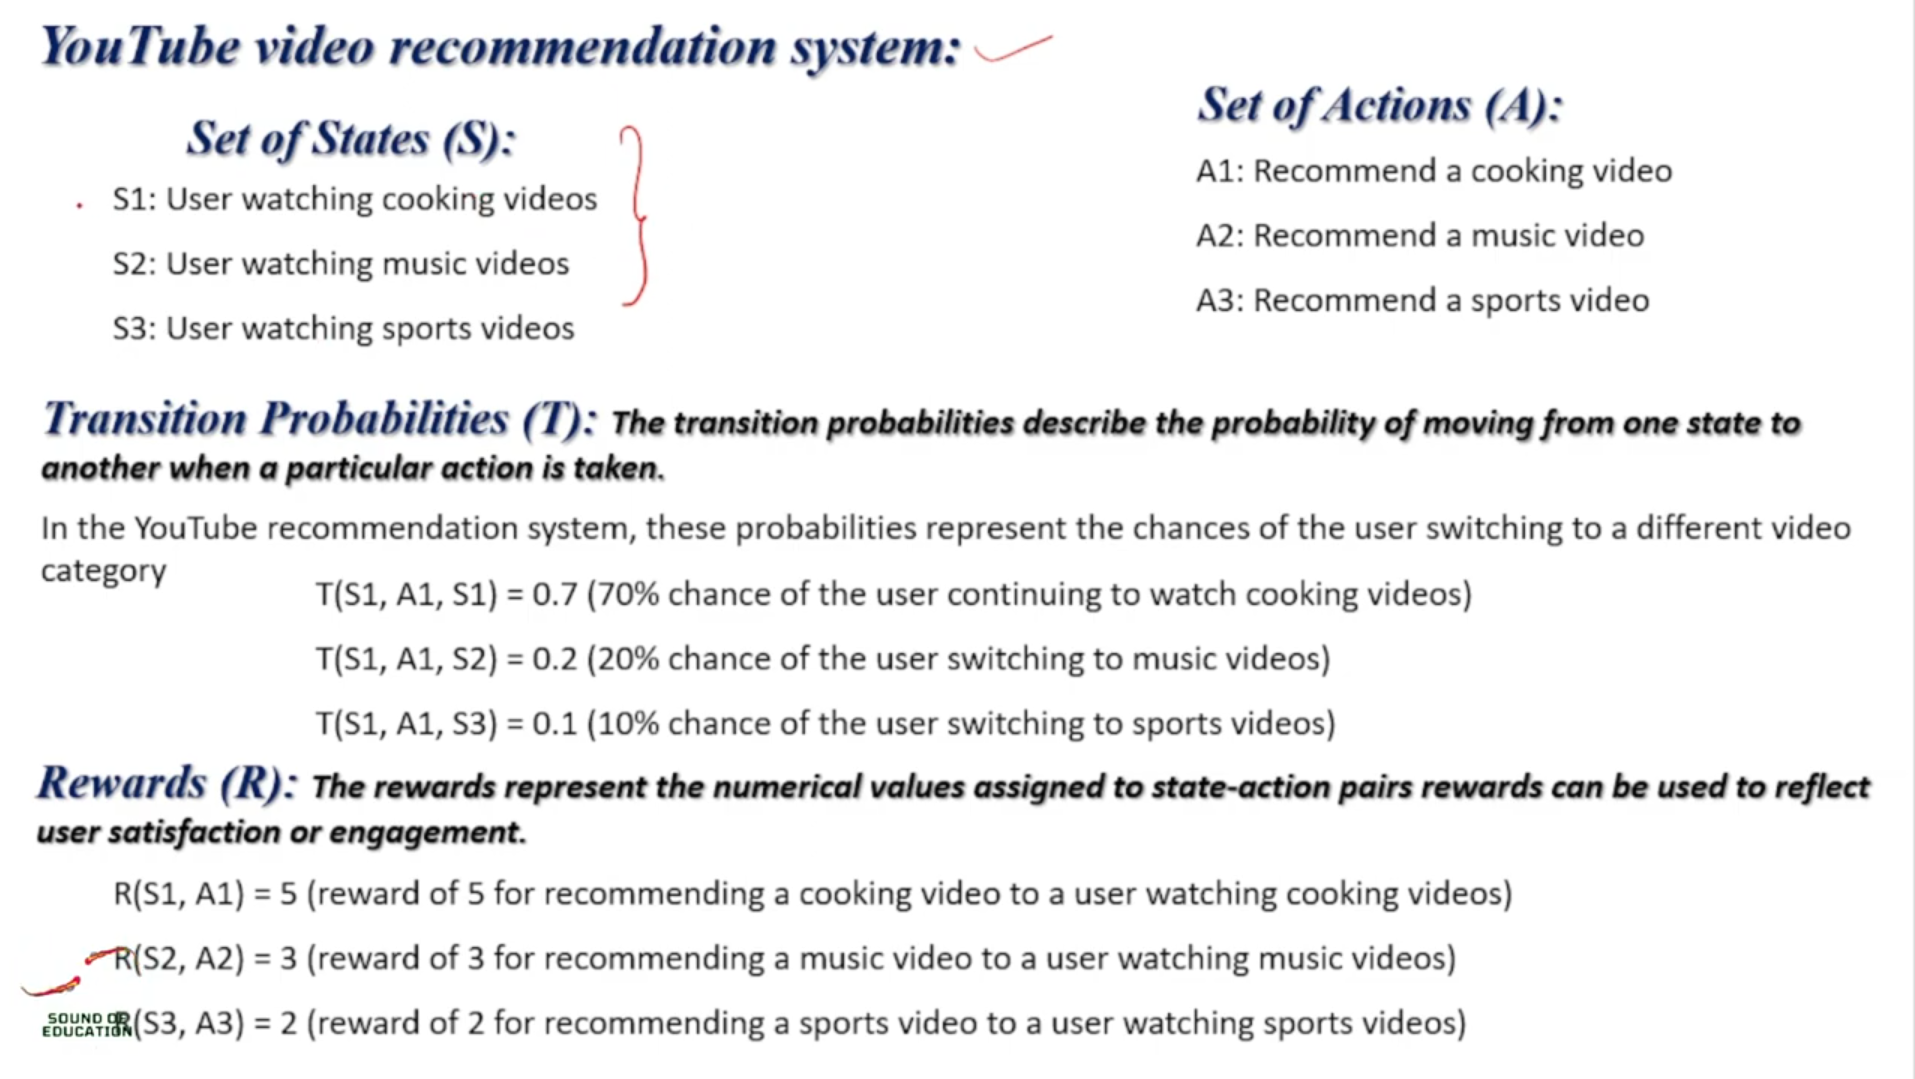 YouTube video recommendation system:
Set of States (S):
S1: User watching cooking videos
S2: User watching music videos
S3: User watching sports videos
Set of Actions (A):
A1: Recommend a cooking video
A2: Recommend a music video
A3: Recommend a sports video
Transition Probabilities (T): The transition probabilities describe the probability of moving from one state to
another when a particular action is taken.
In the YouTube recommendation system, these probabilities represent the chances of the user switching to a different video
category
T(S1, A1, S1) = 0.7 (70% chance of the user continuing to watch cooking videos)
T(S1, A1, S2) = 0.2 (20% chance of the user switching to music videos)
T(S1, A1, S3) = 0.1 (10% chance of the user switching to sports videos)
Rewards (R): The rewards represent the numerical values assigned to state-action pairs rewards can be used to reflect
user satisfaction or engagement.
R(S1, A1) = 5 (reward of 5 for recommending a cooking video to a user watching cooking videos)
R(S2, A2) = 3 (reward of 3 for recommending a music video to a user watching music videos)
R(S3, A3) = 2 (reward of 2 for recommending a sports video to a user watching sports videos)
SOUND OF
EDUCATION